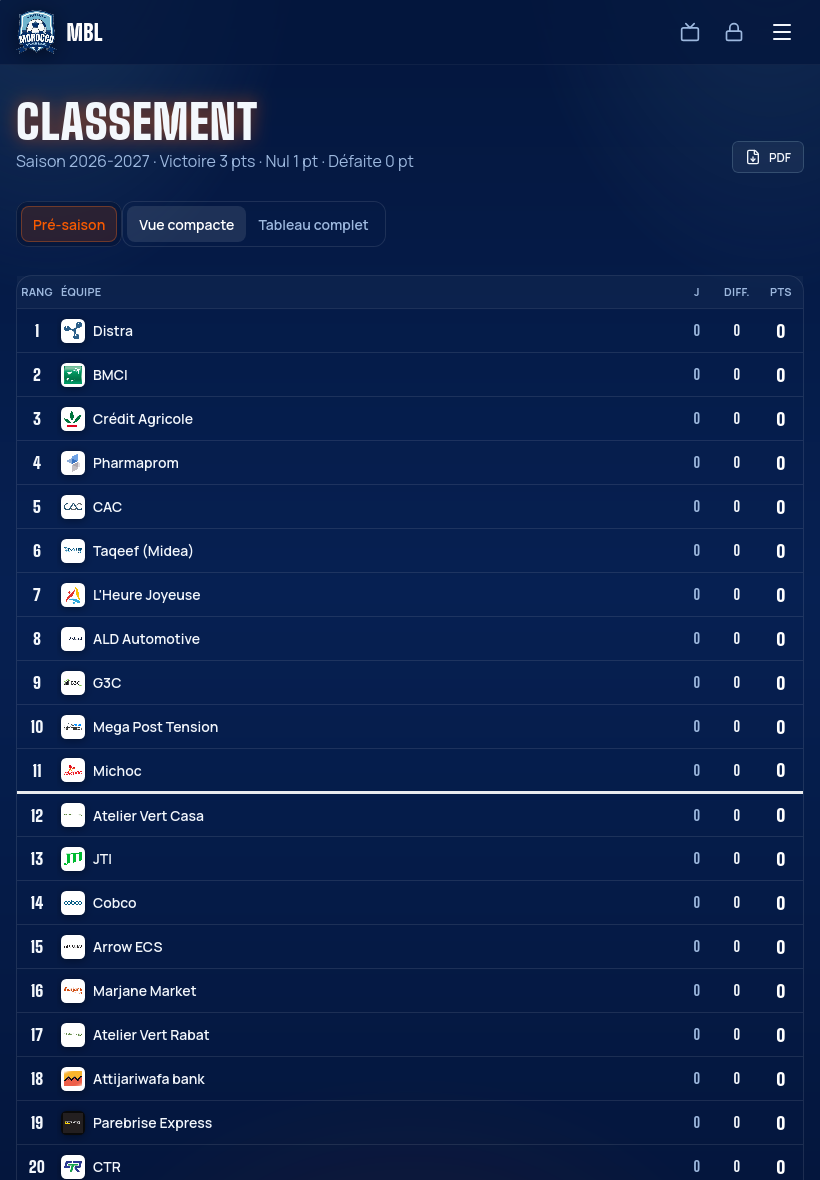 MOROCCO
MBL
CLASSEMENT
Saison 2026-2027 · Victoire 3 pts · Nul 1 pt · Défaite 0 pt
PDF
Pré-saison Vue compacte Tableau complet
RANG ÉQUIPE J DIFF. PTS
1 Distra 0 0 0
2 BMCI 0 0 0
3 Crédit Agricole 0 0 0
4 Pharmaprom 0 0 0
5 CAC 0 0 0
6 Taqeef (Midea) 0 0 0
7 L'Heure Joyeuse 0 0 0
8 ALD Automotive 0 0 0
9 G3C 0 0 0
10 Mega Post Tension 0 0 0
11 Michoc 0 0 0
12 Atelier Vert Casa 0 0 0
13 JTI 0 0 0
14 Cobco 0 0 0
15 Arrow ECS 0 0 0
16 Marjane Market 0 0 0
17 Atelier Vert Rabat 0 0 0
18 Attijariwafa bank 0 0 0
19 Parebrise Express 0 0 0
20 CTR 0 0 0